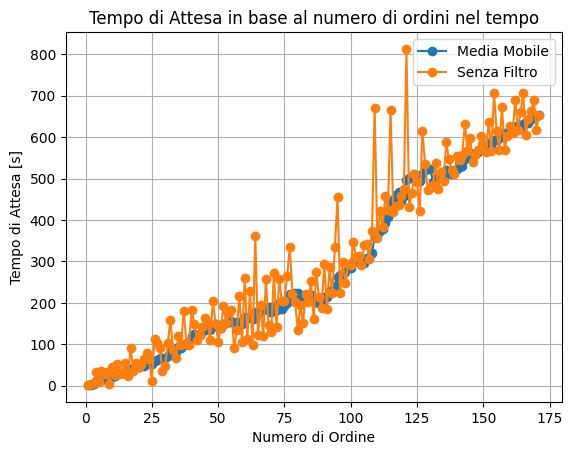 Tempo di Attesa in base al numero di ordini nel tempo
Media Mobile
Senza Filtro
Tempo di Attesa [s]
800
700
600
500
400
300
200
100
0
0 25 50 75 100 125 150 175
Numero di Ordine